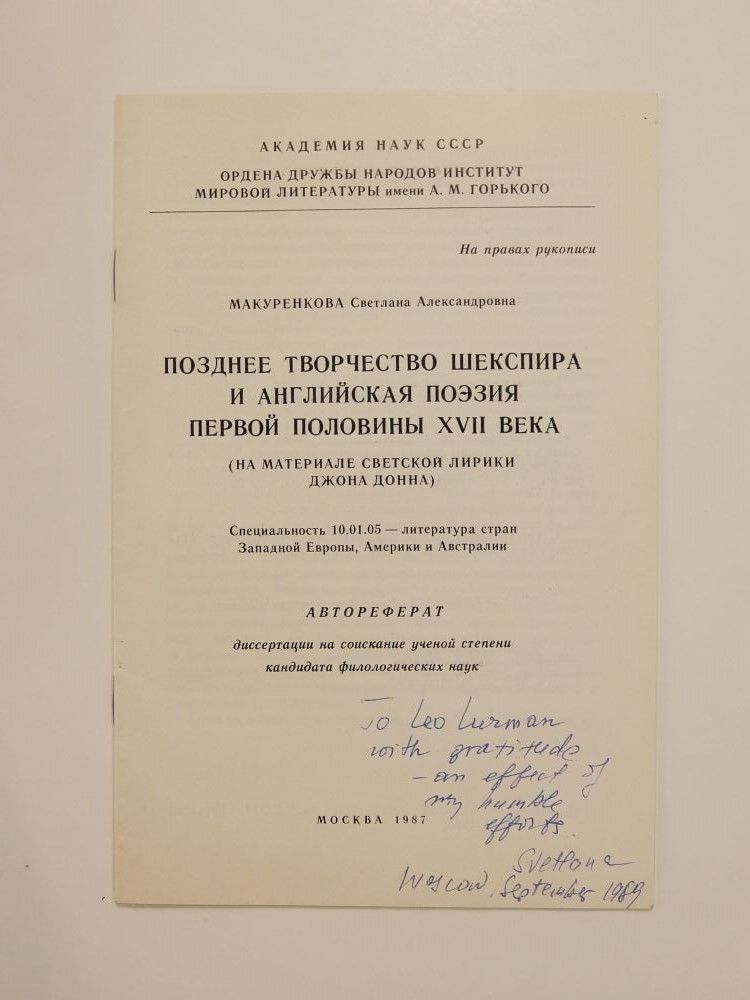 АКАДЕМИЯ НАУК СССР
ОРДЕНА ДРУЖБЫ НАРОДОВ ИНСТИТУТ
МИРОВОЙ ЛИТЕРАТУРЫ имени А. М. ГОРЬКОГО
На правах рукописи
МАКУРЕНКОВА Светлана Александровна
ПОЗДНЕЕ ТВОРЧЕСТВО ШЕКСПИРА
И АНГЛИЙСКАЯ ПОЭЗИЯ
ПЕРВОЙ ПОЛОВИНЫ XVII ВЕКА
(НА МАТЕРИАЛЕ СВЕТСКОЙ ЛИРИКИ
ДЖОНА ДОННА)
Специальность 10.01.05 — литература стран
Западной Европы, Америки и Австралии
АВТОРЕФЕРАТ
диссертации на соискание ученой степени
кандидата филологических наук
To Leo Lerman
with gratitude
– an effect of
my humble
efforts.
МОСКВА 1987
Svetlana
Moscow, September 1989